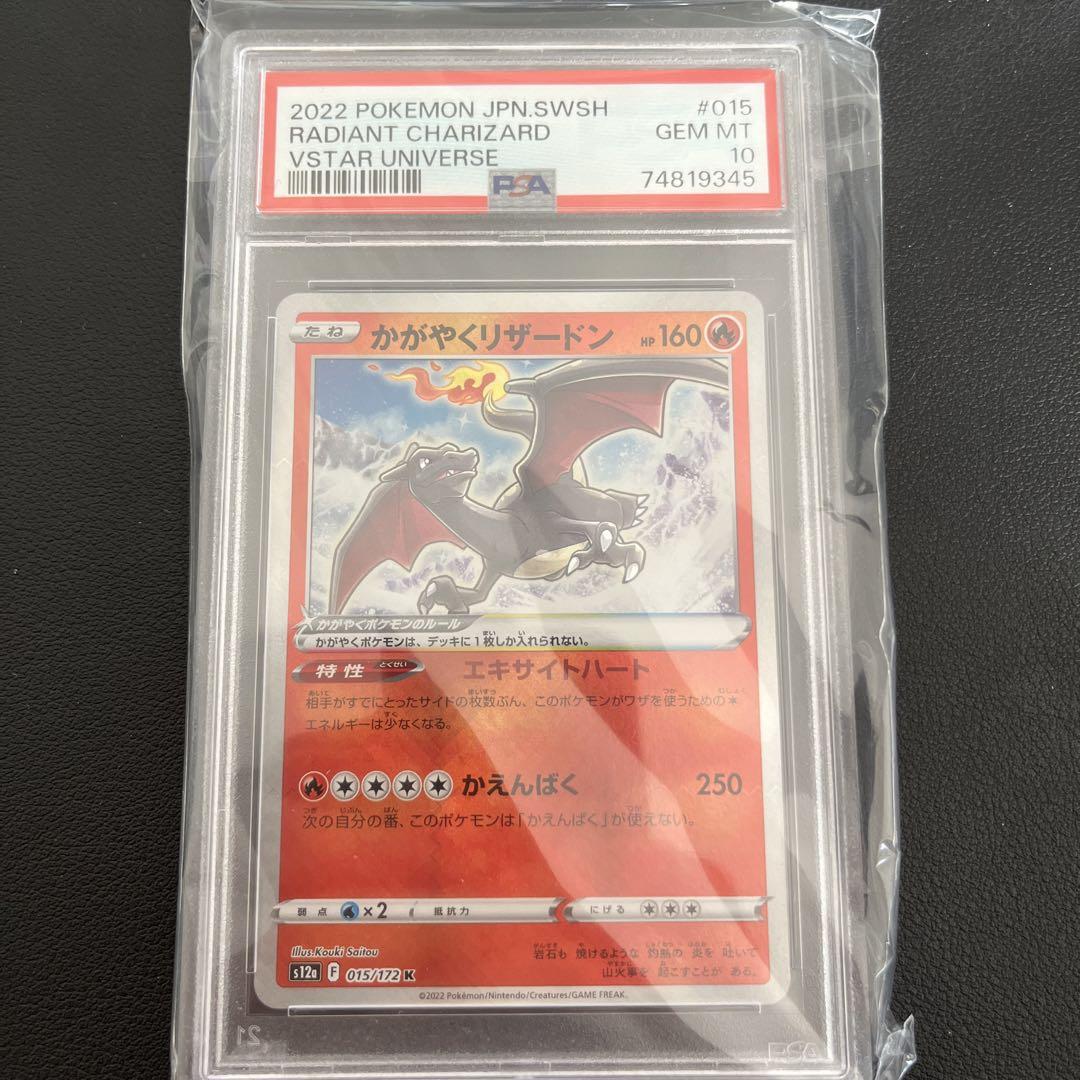 2022 POKEMON JPN.SWSH #015
RADIANT CHARIZARD GEM MT
VSTAR UNIVERSE 10
PSA 74819345
たね かがやくリザードン HP 160
かがやくポケモンのルール
かがやくポケモンは、デッキに1枚しか入れられない。
特性 とくせい エキサイトハート
相手がすでにとったサイドの枚数ぶん、このポケモンがワザを使うための
エネルギーは少なくなる。
かえんばく 250
次の自分の番、このポケモンは「かえんばく」が使えない。
弱点 ×2 抵抗力 にげる
Illus.Kouki Saitou
岩石も 焼けるような 灼熱の 炎を 吐いて
山火事を 起こすことが ある。
s12a F 015/172 K
©2022 Pokémon/Nintendo/Creatures/GAME FREAK.
21 PSA